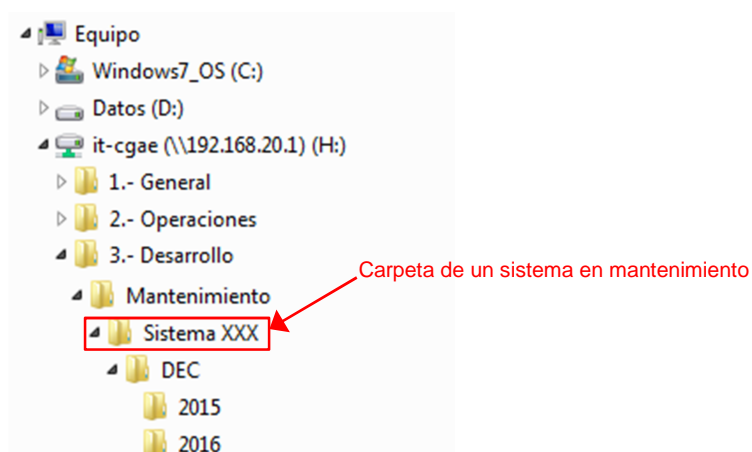 Equipo
Windows7_OS (C:)
Datos (D:)
it-cgae (\\192.168.20.1) (H:)
1.- General
2.- Operaciones
3.- Desarrollo
Carpeta de un sistema en mantenimiento
Mantenimiento
Sistema XXX
DEC
2015
2016